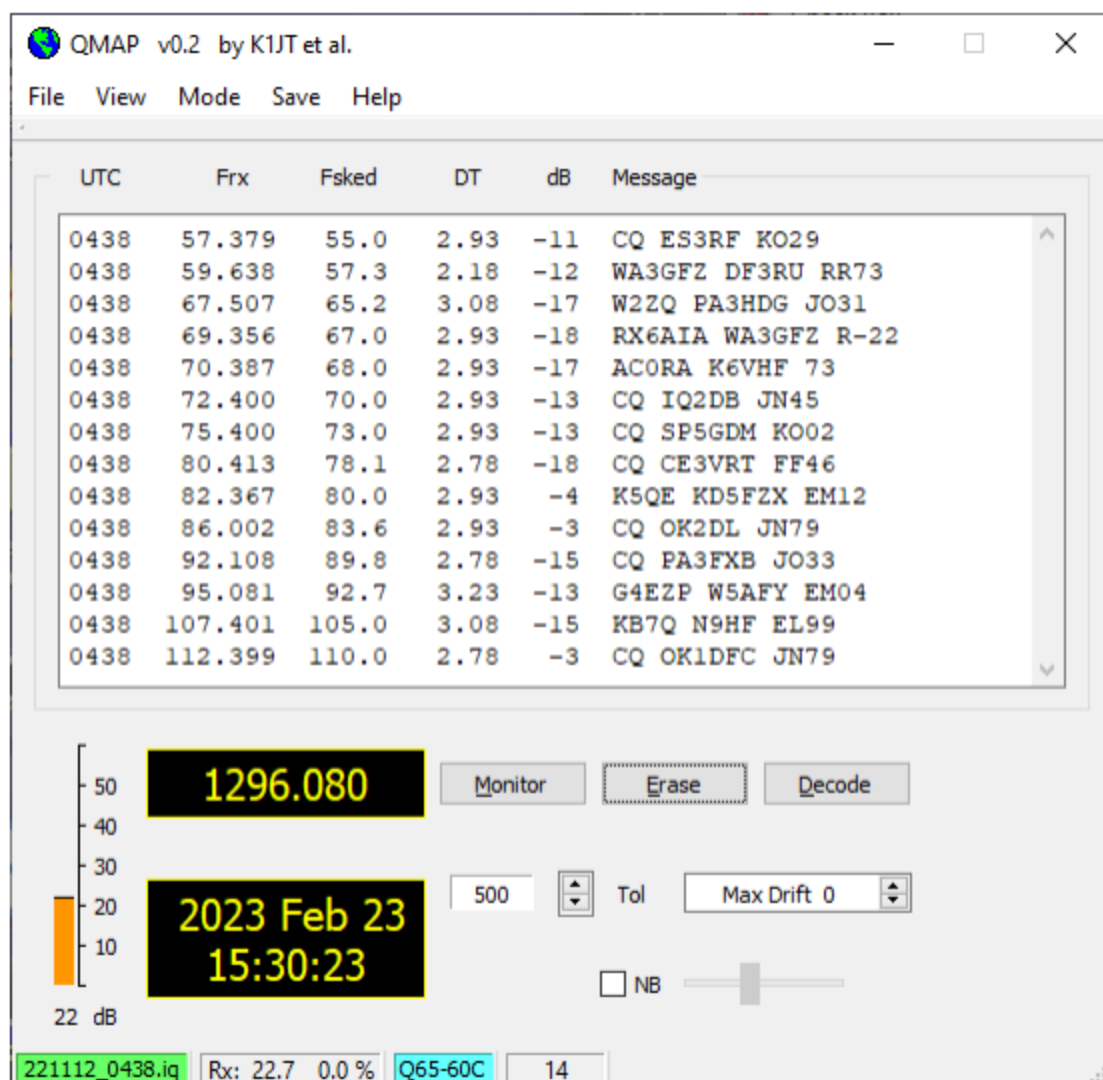 QMAP v0.2 by K1JT et al.
File View Mode Save Help
UTC Frx Fsked DT dB Message
0438 57.379 55.0 2.93 -11 CQ ES3RF KO29
0438 59.638 57.3 2.18 -12 WA3GFZ DF3RU RR73
0438 67.507 65.2 3.08 -17 W2ZQ PA3HDG JO31
0438 69.356 67.0 2.93 -18 RX6AIA WA3GFZ R-22
0438 70.387 68.0 2.93 -17 AC0RA K6VHF 73
0438 72.400 70.0 2.93 -13 CQ IQ2DB JN45
0438 75.400 73.0 2.93 -13 CQ SP5GDM KO02
0438 80.413 78.1 2.78 -18 CQ CE3VRT FF46
0438 82.367 80.0 2.93 -4 K5QE KD5FZX EM12
0438 86.002 83.6 2.93 -3 CQ OK2DL JN79
0438 92.108 89.8 2.78 -15 CQ PA3FXB JO33
0438 95.081 92.7 3.23 -13 G4EZP W5AFY EM04
0438 107.401 105.0 3.08 -15 KB7Q N9HF EL99
0438 112.399 110.0 2.78 -3 CQ OK1DFC JN79
50 1296.080 Monitor Erase Decode
40
30
20 2023 Feb 23 500 Tol Max Drift 0
10 15:30:23 NB
22 dB
221112_0438.iq Rx: 22.7 0.0 % Q65-60C 14